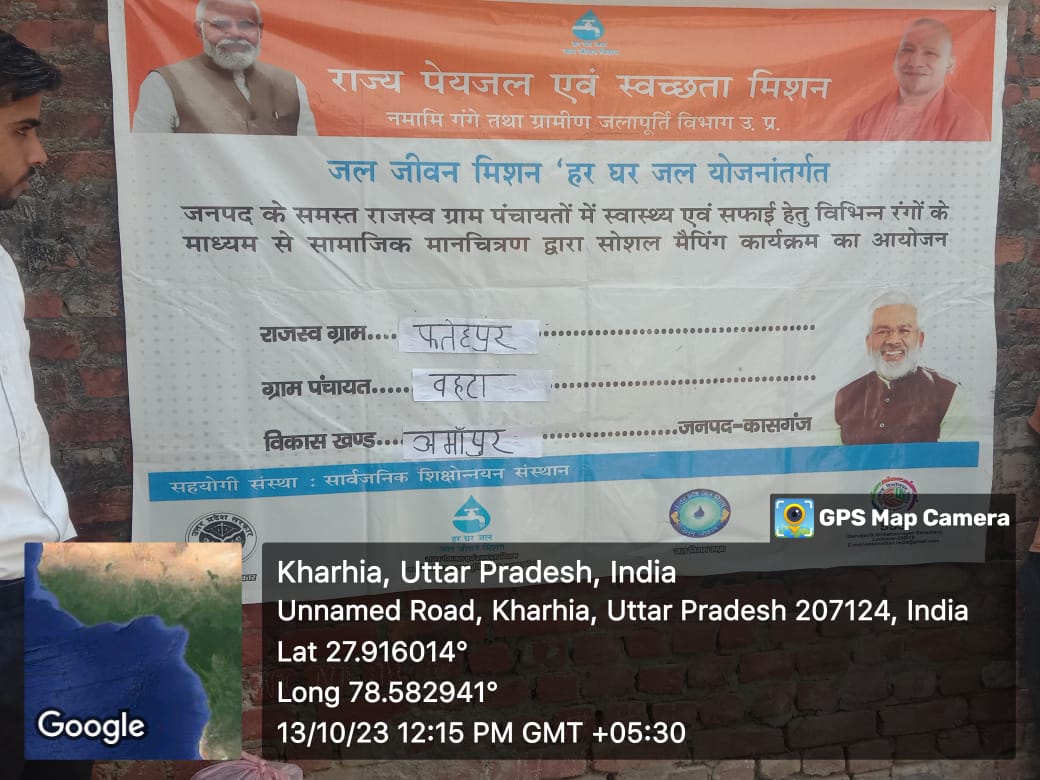 राज्य पेयजल एवं स्वच्छता मिशन
नमामि गंगे तथा ग्रामीण जलापूर्ति विभाग उ. प्र.
जल जीवन मिशन ‘हर घर जल योजनांतर्गत
जनपद के समस्त राजस्व ग्राम पंचायतों में स्वास्थ्य एवं सफाई हेतु विभिन्न रंगों के
माध्यम से सामाजिक मानचित्रण द्वारा सोशल मैपिंग कार्यक्रम का आयोजन
राजस्व ग्राम.... फतेहपुर ....................
ग्राम पंचायत..... वहटा ....................
विकास खण्ड.... अमाँपुर ....................जनपद-कासगंज
सहयोगी संस्था : सार्वजनिक शिक्षोन्नयन संस्थान
हर घर जल
जल जीवन मिशन
GPS Map Camera
Kharhia, Uttar Pradesh, India
Unnamed Road, Kharhia, Uttar Pradesh 207124, India
Lat 27.916014°
Long 78.582941°
13/10/23 12:15 PM GMT +05:30
Google